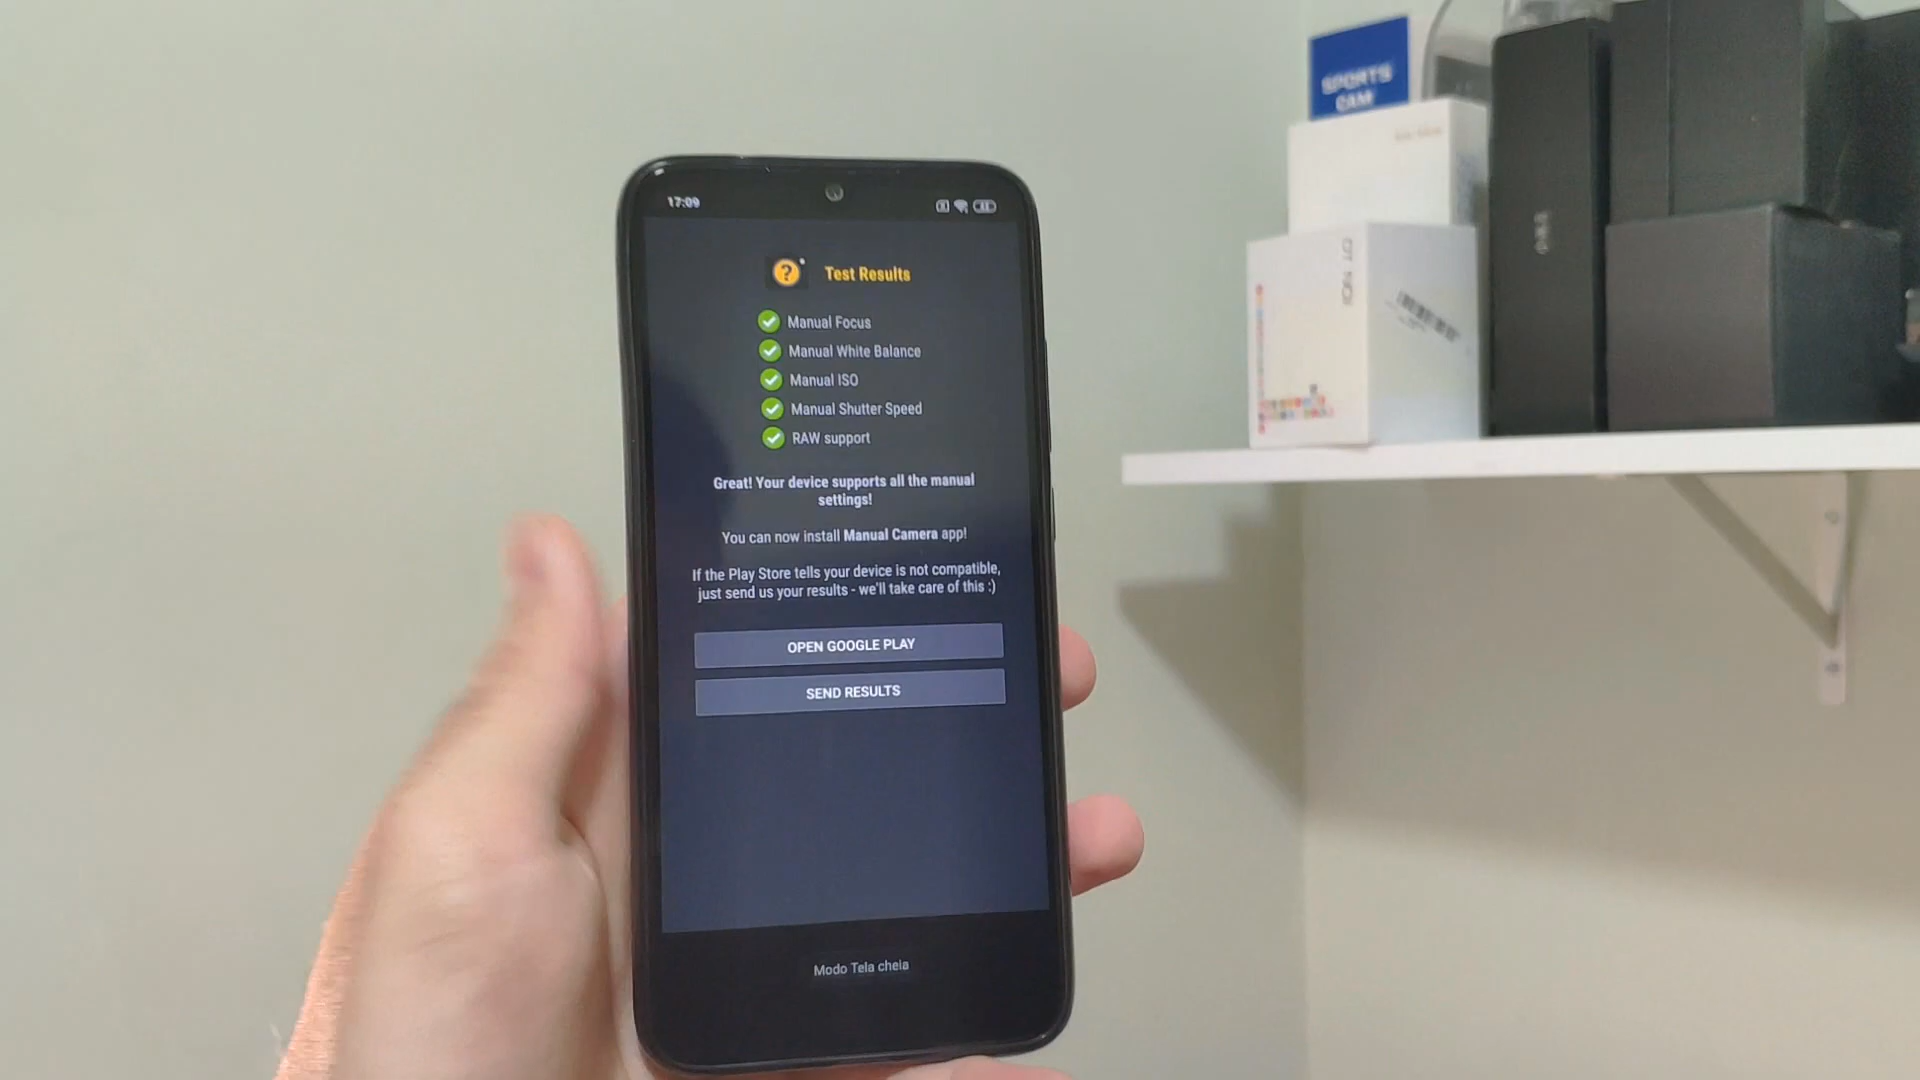 17:09
Test Results
Manual Focus
Manual White Balance
Manual ISO
Manual Shutter Speed
RAW support
Great! Your device supports all the manual
settings!
You can now install Manual Camera app!
If the Play Store tells your device is not compatible,
just send us your results - we'll take care of this :)
OPEN GOOGLE PLAY
SEND RESULTS
Modo Tela cheia
SPORTS
CAM